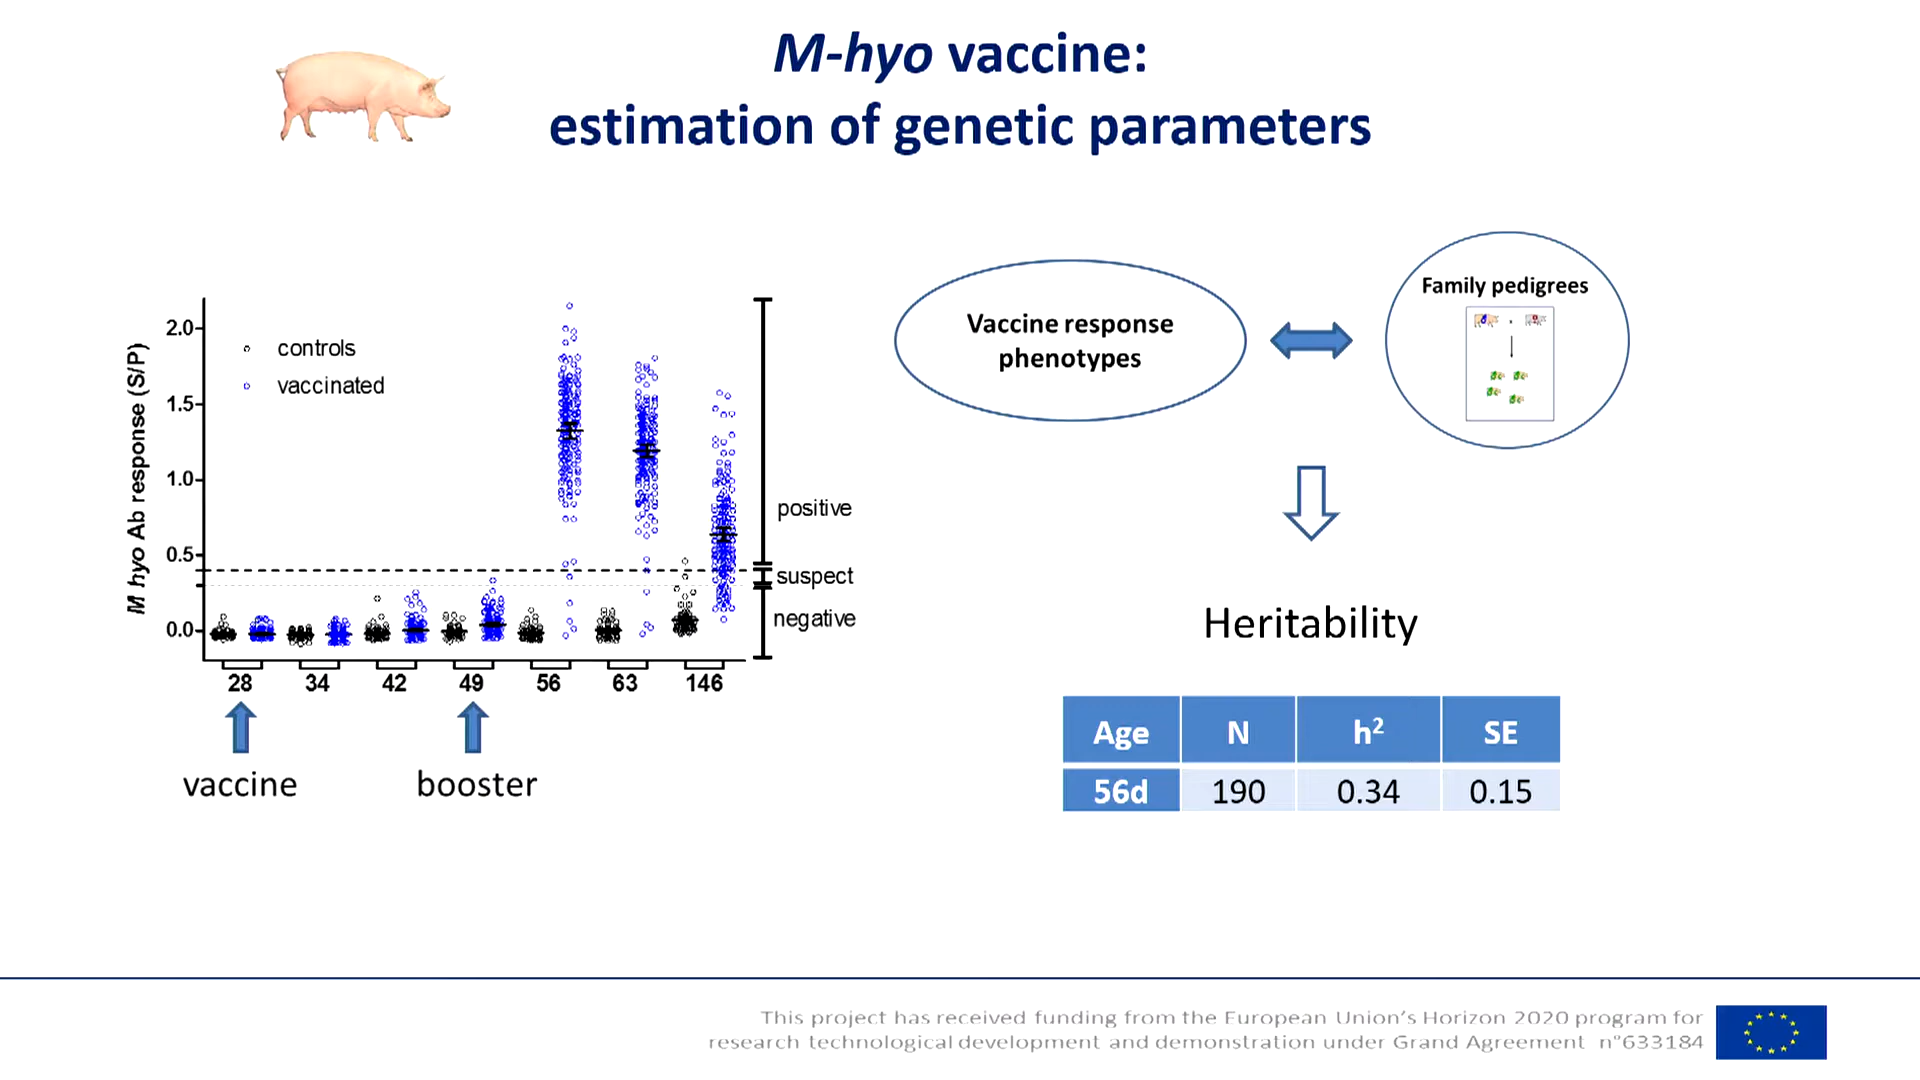 M-hyo vaccine:
estimation of genetic parameters
M hyo Ab response (S/P)
2.0
1.5
1.0
0.5
0.0
controls
vaccinated
positive
suspect
negative
28 34 42 49 56 63 146
vaccine
booster
Vaccine response
phenotypes
Family pedigrees
Heritability
Age N h² SE
56d 190 0.34 0.15
This project has received funding from the European Union's Horizon 2020 program for
research technological development and demonstration under Grand Agreement n°633184